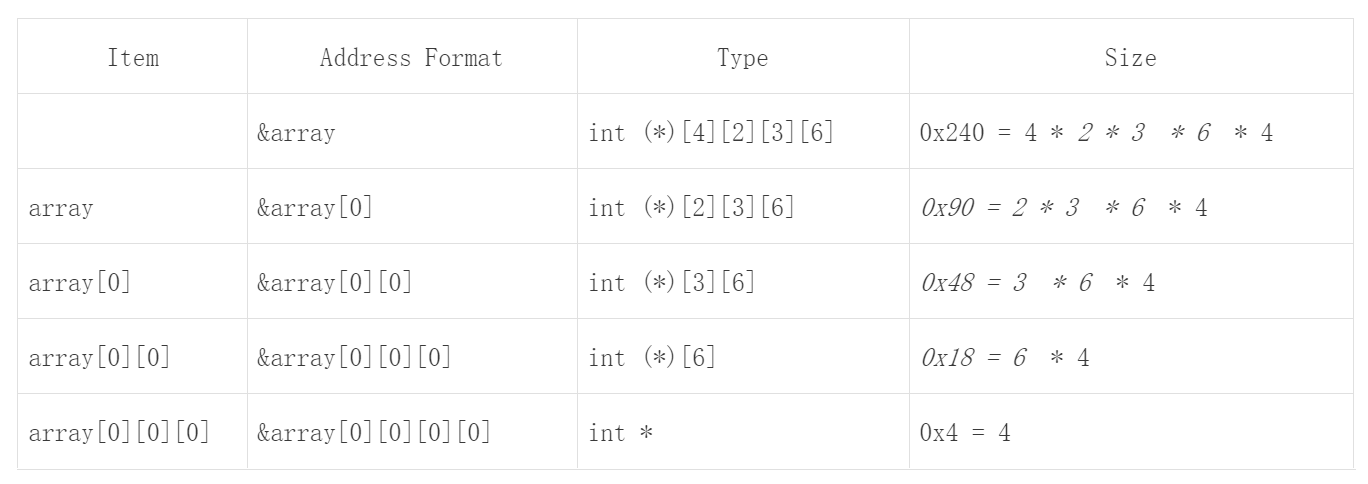 Item Address Format Type Size
&array int (*)[4][2][3][6] 0x240 = 4 * 2 * 3 * 6 * 4
array &array[0] int (*)[2][3][6] 0x90 = 2 * 3 * 6 * 4
array[0] &array[0][0] int (*)[3][6] 0x48 = 3 * 6 * 4
array[0][0] &array[0][0][0] int (*)[6] 0x18 = 6 * 4
array[0][0][0] &array[0][0][0][0] int * 0x4 = 4